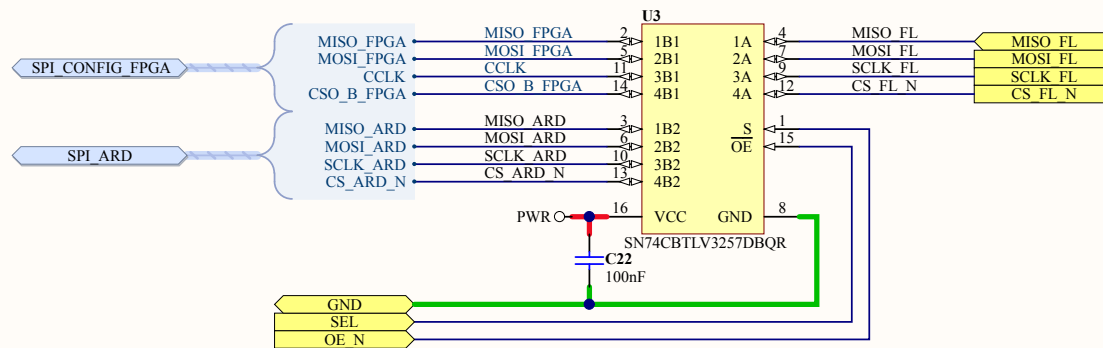 U3
MISO_FPGA MISO_FPGA 2 1B1 1A 4 MISO_FL MISO_FL
MOSI_FPGA MOSI_FPGA 5 2B1 2A 7 MOSI_FL MOSI_FL
SPI_CONFIG_FPGA
CCLK CCLK 11 3B1 3A 9 SCLK_FL SCLK_FL
CSO_B_FPGA CSO_B_FPGA 14 4B1 4A 12 CS_FL_N CS_FL_N
MISO_ARD MISO_ARD 3 1B2 S 1
MOSI_ARD MOSI_ARD 6 2B2 OE 15
SPI_ARD
SCLK_ARD SCLK_ARD 10 3B2
CS_ARD_N CS_ARD_N 13 4B2
PWR 16 VCC GND 8
SN74CBTLV3257DBQR
C22
100nF
GND
SEL
OE_N